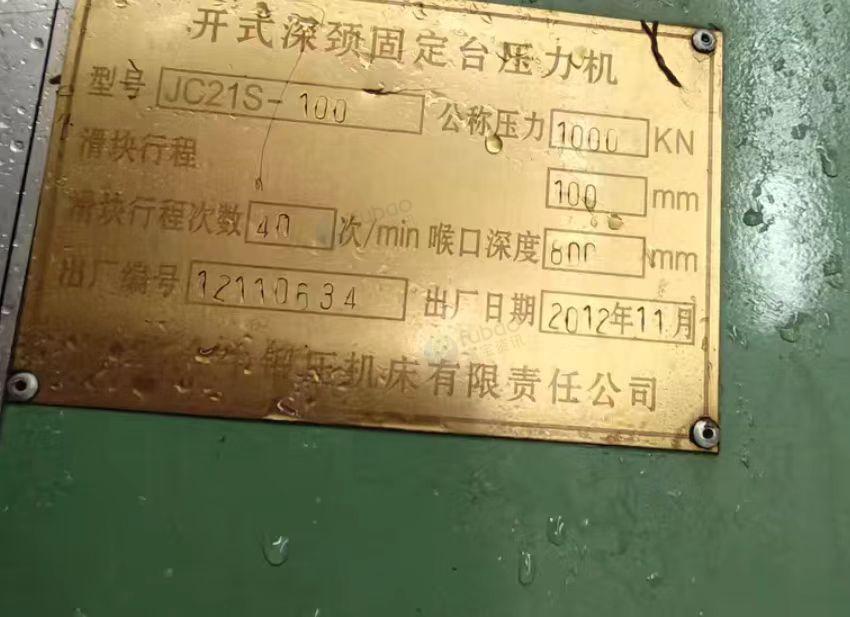 开式深颈固定台压力机
型号 JC21S-100 公称压力 1000 KN
滑块行程 100 mm
滑块行程次数 40 次/min 喉口深度 600 mm
出厂编号 12110634 出厂日期 2012年11月
锻压机床有限责任公司